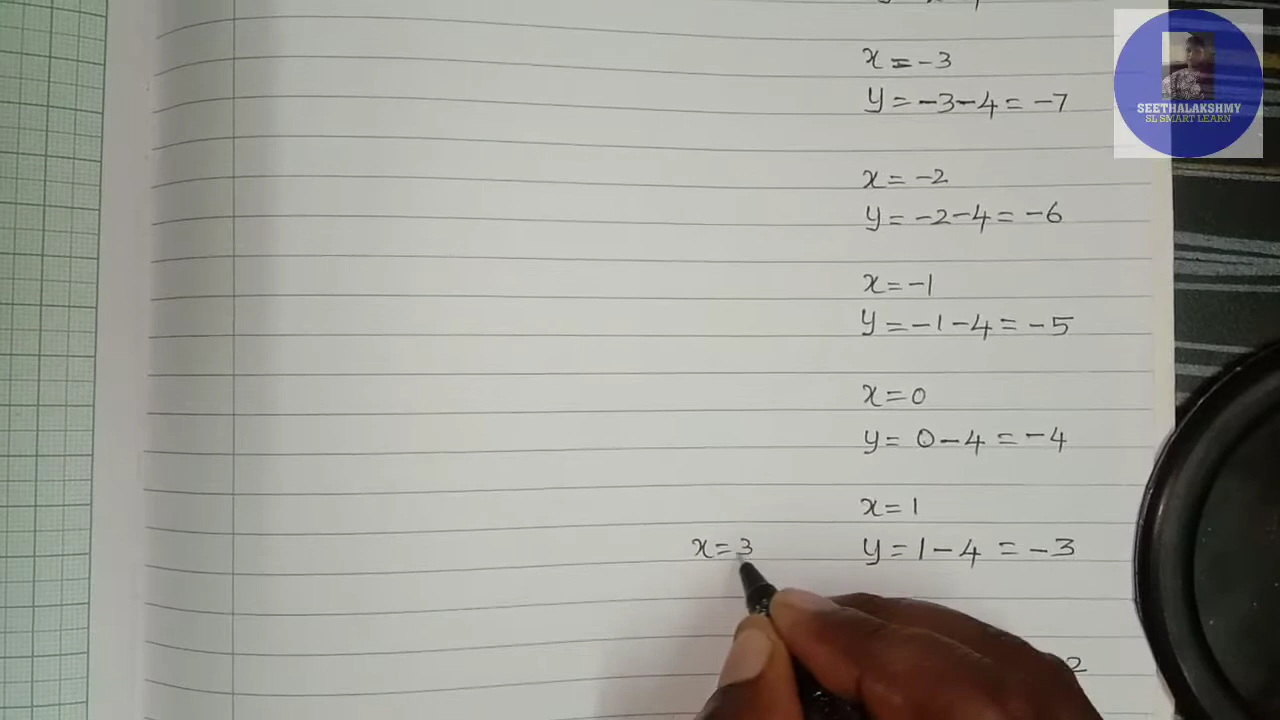 x = -3
y = -3-4 = -7
x = -2
y = -2-4 = -6
x = -1
y = -1-4 = -5
x = 0
y = 0-4 = -4
x = 1
y = 1-4 = -3
x = 3
2
SEETHALAKSHMY
SL SMART LEARN